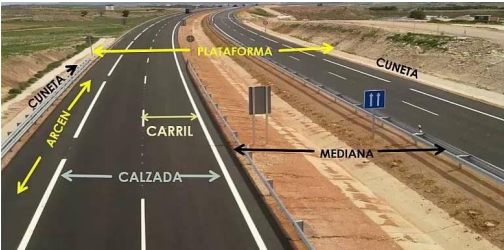 PLATAFORMA
CUNETA
CUNETA
ARCEN
CARRIL
MEDIANA
CALZADA